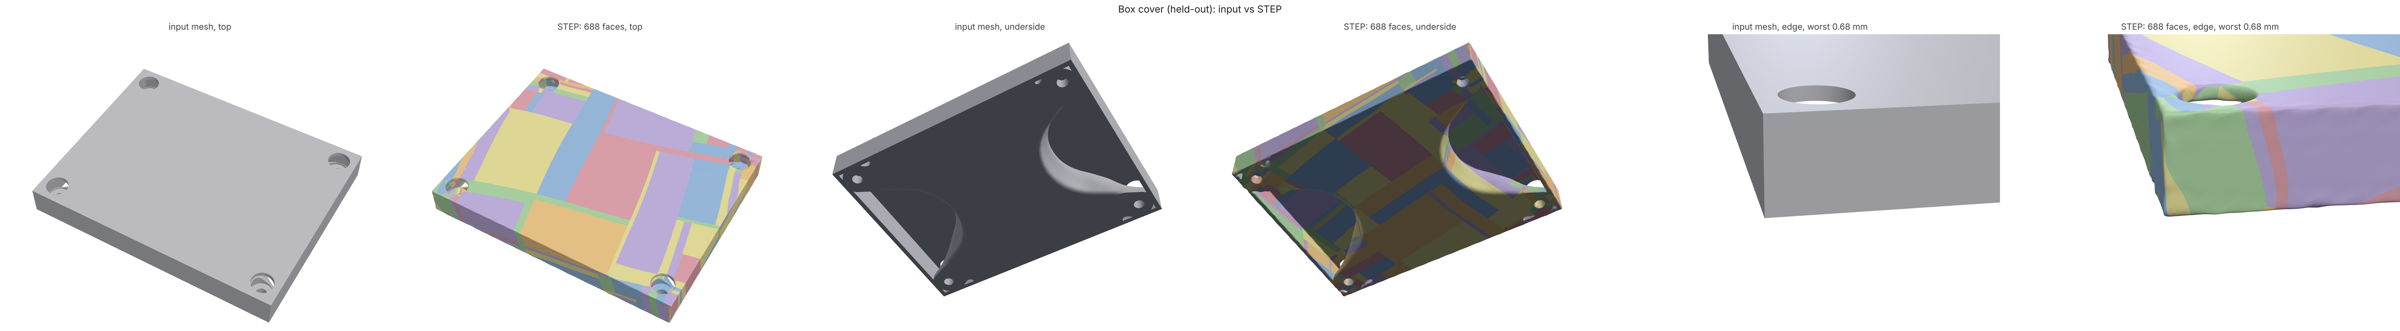 Box cover (held-out): input vs STEP
input mesh, top
STEP: 688 faces, top
input mesh, underside
STEP: 688 faces, underside
input mesh, edge, worst 0.68 mm
STEP: 688 faces, edge, worst 0.68 mm